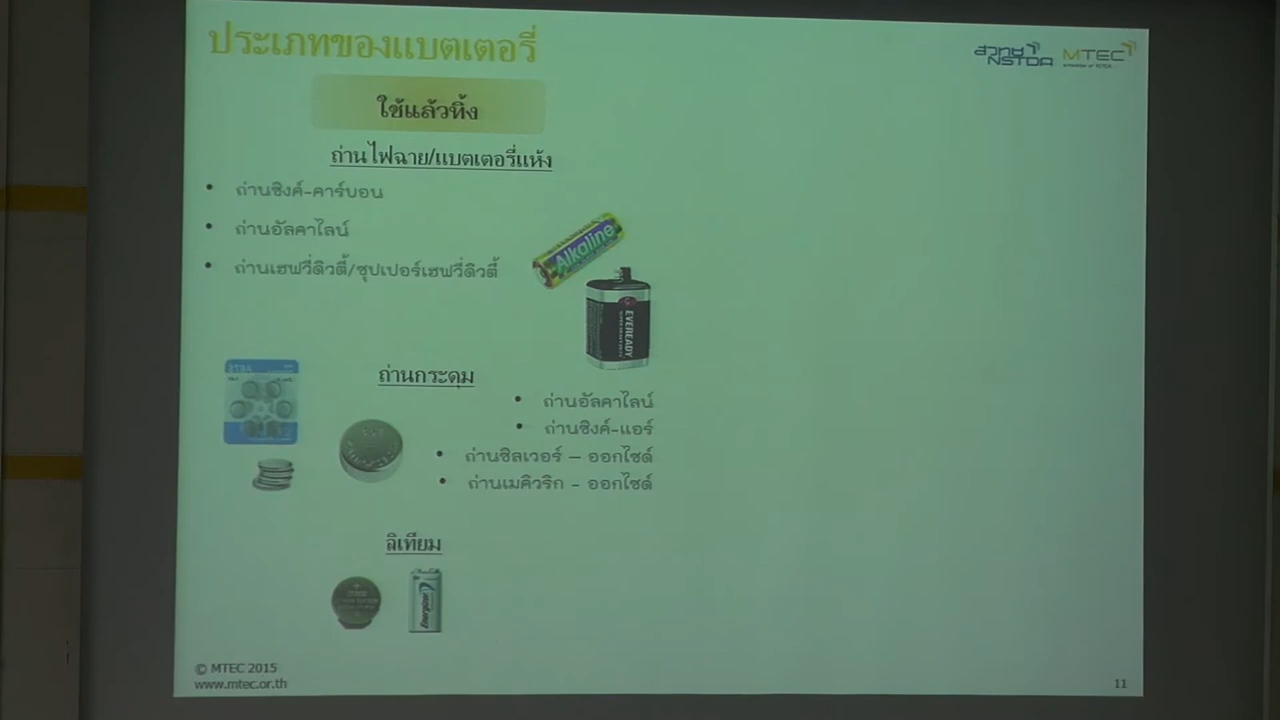 ประเภทของแบตเตอรี่
สวทช
NSTDA
MTEC
ใช้แล้วทิ้ง
ถ่านไฟฉาย/แบตเตอรี่แห้ง
• ถ่านซิงค์-คาร์บอน
• ถ่านอัลคาไลน์
• ถ่านเฮฟวี่ดิวตี้/ซุปเปอร์เฮฟวี่ดิวตี้
Alkaline
EVEREADY
ถ่านกระดุม
• ถ่านอัลคาไลน์
• ถ่านซิงค์-แอร์
• ถ่านซิลเวอร์ – ออกไซด์
• ถ่านเมคิวริก - ออกไซด์
ลิเทียม
Energizer
© MTEC 2015
www.mtec.or.th
11